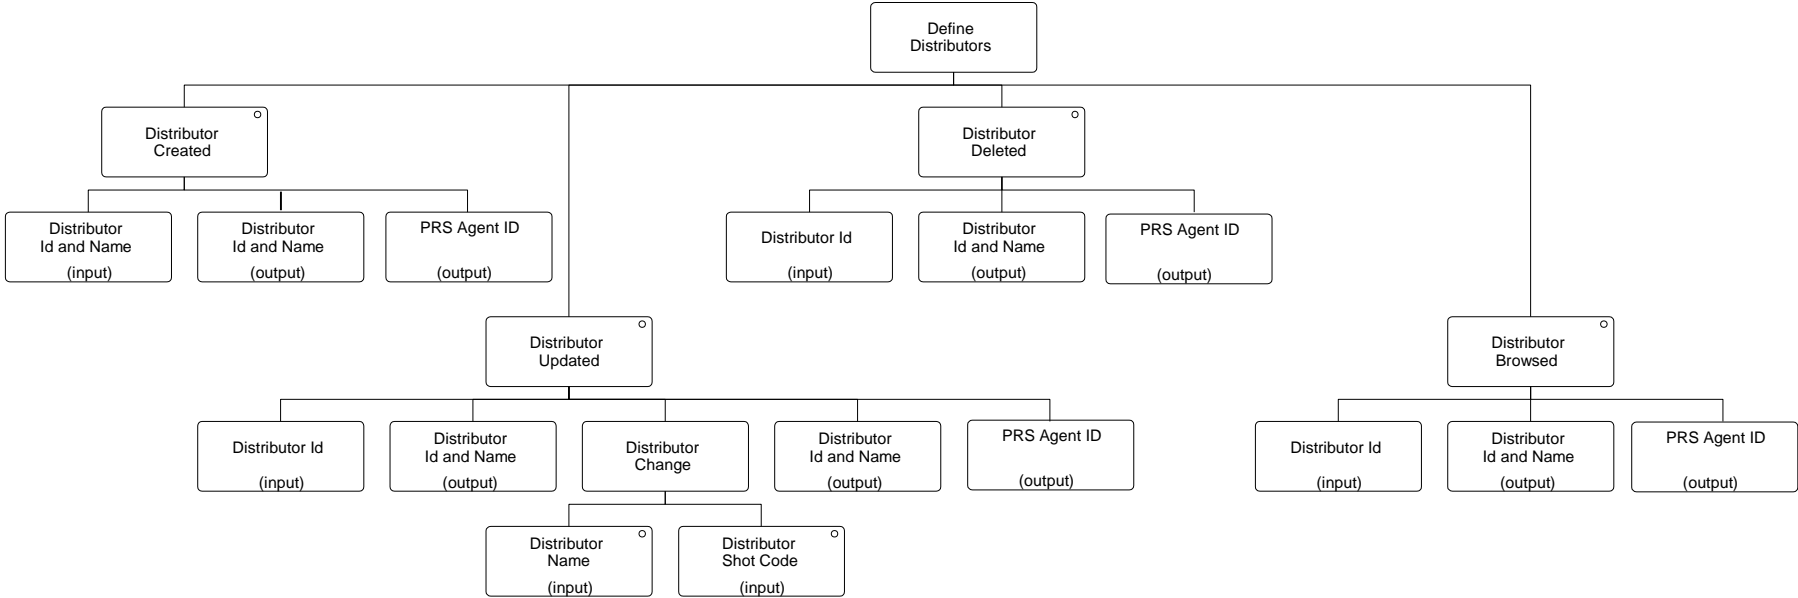 Define
Distributors
Distributor
Created
Distributor
Deleted
Distributor
Id and Name
(input)
Distributor
Id and Name
(output)
PRS Agent ID
(output)
Distributor Id
(input)
Distributor
Id and Name
(output)
PRS Agent ID
(output)
Distributor
Updated
Distributor
Browsed
Distributor Id
(input)
Distributor
Id and Name
(output)
Distributor
Change
Distributor
Id and Name
(output)
PRS Agent ID
(output)
Distributor Id
(input)
Distributor
Id and Name
(output)
PRS Agent ID
(output)
Distributor
Name
(input)
Distributor
Shot Code
(input)